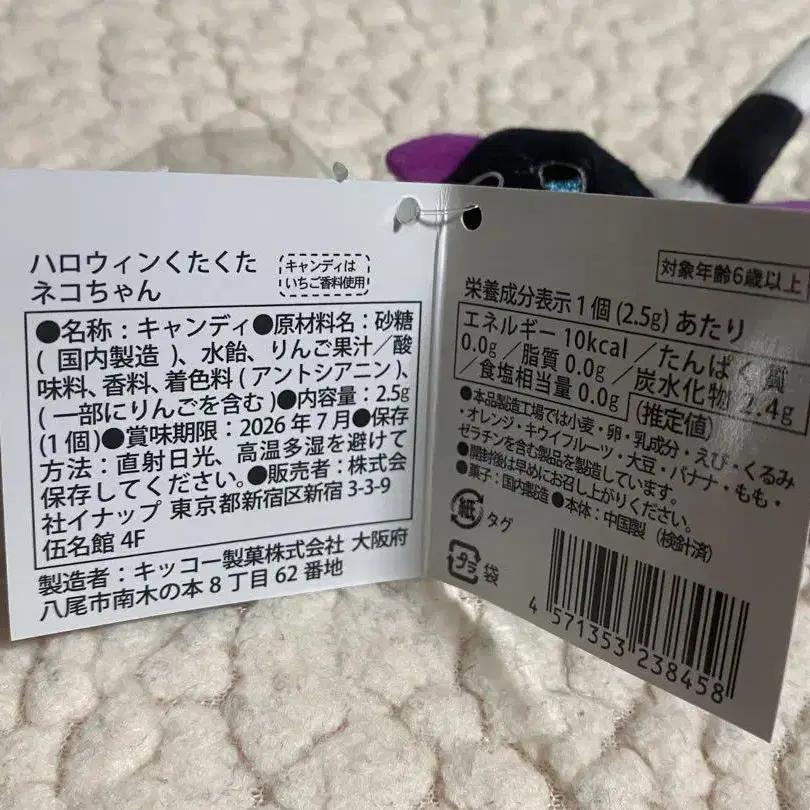 ハロウィンくたくた
ネコちゃん
キャンディは
いちご香料使用
●名称：キャンディ●原材料名：砂糖
(国内製造)、水飴、りんご果汁／酸
味料、香料、着色料(アントシアニン)、
(一部にりんごを含む)●内容量：2.5g
(1個)●賞味期限：2026年7月●保存
方法：直射日光、高温多湿を避けて
保存してください。●販売者：株式会
社イナップ 東京都新宿区新宿3-3-9
伍名館4F
製造者：キッコー製菓株式会社 大阪府
八尾市南木の本8丁目62番地
対象年齢6歳以上
栄養成分表示1個(2.5g)あたり
エネルギー10kcal／たんぱく質
0.0g／脂質0.0g／炭水化物2.4g
／食塩相当量0.0g (推定値)
●本品製造工場では小麦・卵・乳成分・えび・くるみ
・オレンジ・キウイフルーツ・大豆・バナナ・もも・
ゼラチンを含む製品を製造しています。
●開封後は早めにお召し上がりください。
●菓子：国内製造 ●本体：中国製 (検針済)
紙 タグ
プラ 袋
4 571353 238458